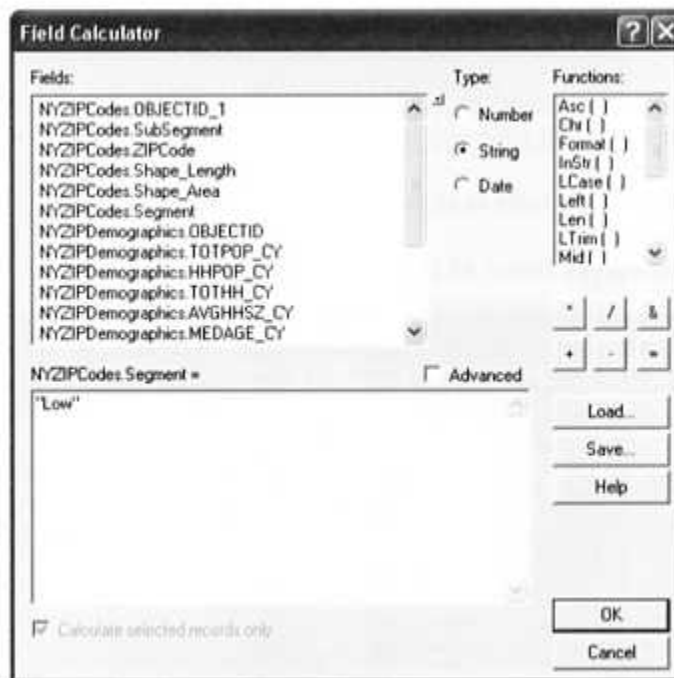 Field Calculator
Fields:
NYZIPCodes.OBJECTID_1
NYZIPCodes.SubSegment
NYZIPCodes.ZIPCode
NYZIPCodes.Shape_Length
NYZIPCodes.Shape_Area
NYZIPCodes.Segment
NYZIPDemographics.OBJECTID
NYZIPDemographics.TOTPOP_CY
NYZIPDemographics.HHPOP_CY
NYZIPDemographics.TOTHH_CY
NYZIPDemographics.AVGHHSZ_CY
NYZIPDemographics.MEDAGE_CY
Type:
Number
String
Date
Functions:
Asc ( )
Chr ( )
Format ( )
InStr ( )
LCase ( )
Left ( )
Len ( )
LTrim ( )
Mid ( )
* / &
+ - =
NYZIPCodes.Segment =
Advanced
"Low"
Load...
Save...
Help
Calculate selected records only
OK
Cancel